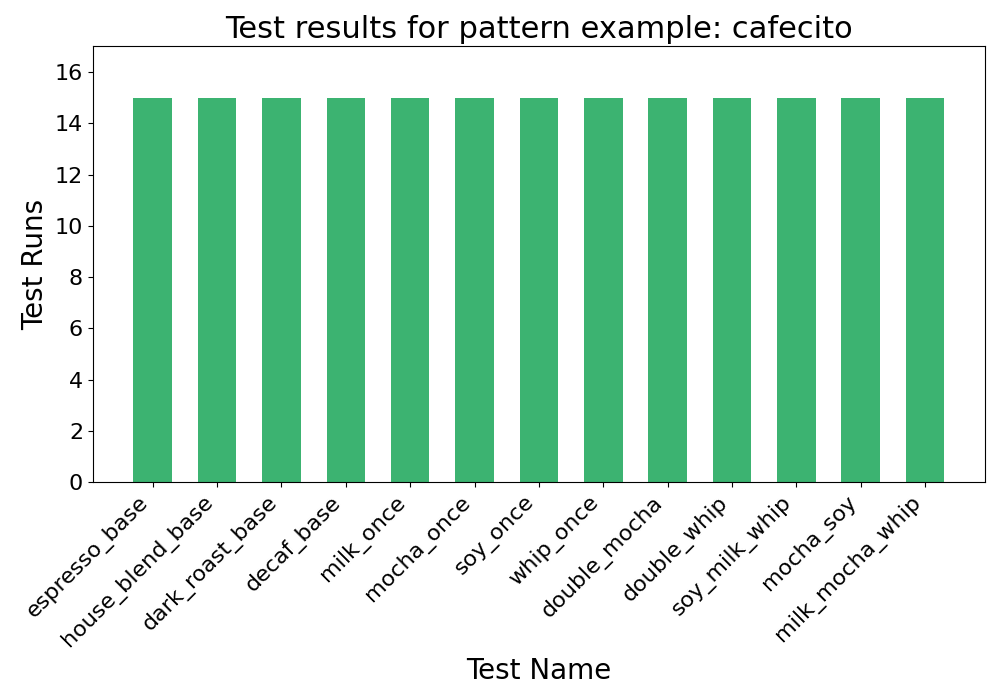 Test results for pattern example: cafecito
16
14
12
10
8
6
4
2
0
Test Runs
espresso_base
house_blend_base
dark_roast_base
decaf_base
milk_once
mocha_once
soy_once
whip_once
double_mocha
double_whip
soy_milk_whip
mocha_soy
milk_mocha_whip
Test Name